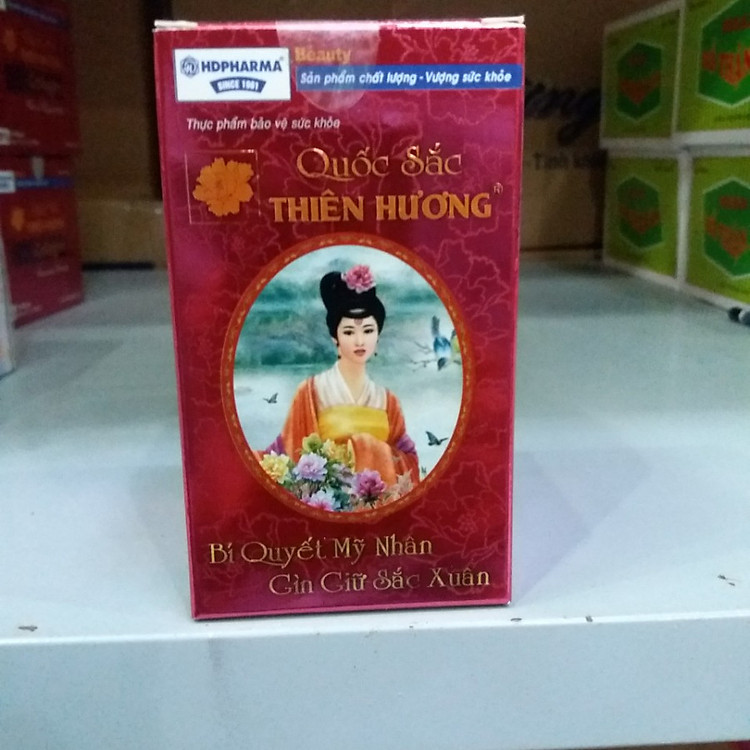 HDPHARMA
SINCE 1961
Beauty
Sản phẩm chất lượng - Vượng sức khỏe
Thực phẩm bảo vệ sức khỏe
Quốc Sắc
THIÊN HƯƠNG
Bí Quyết Mỹ Nhân
Gìn Giữ Sắc Xuân